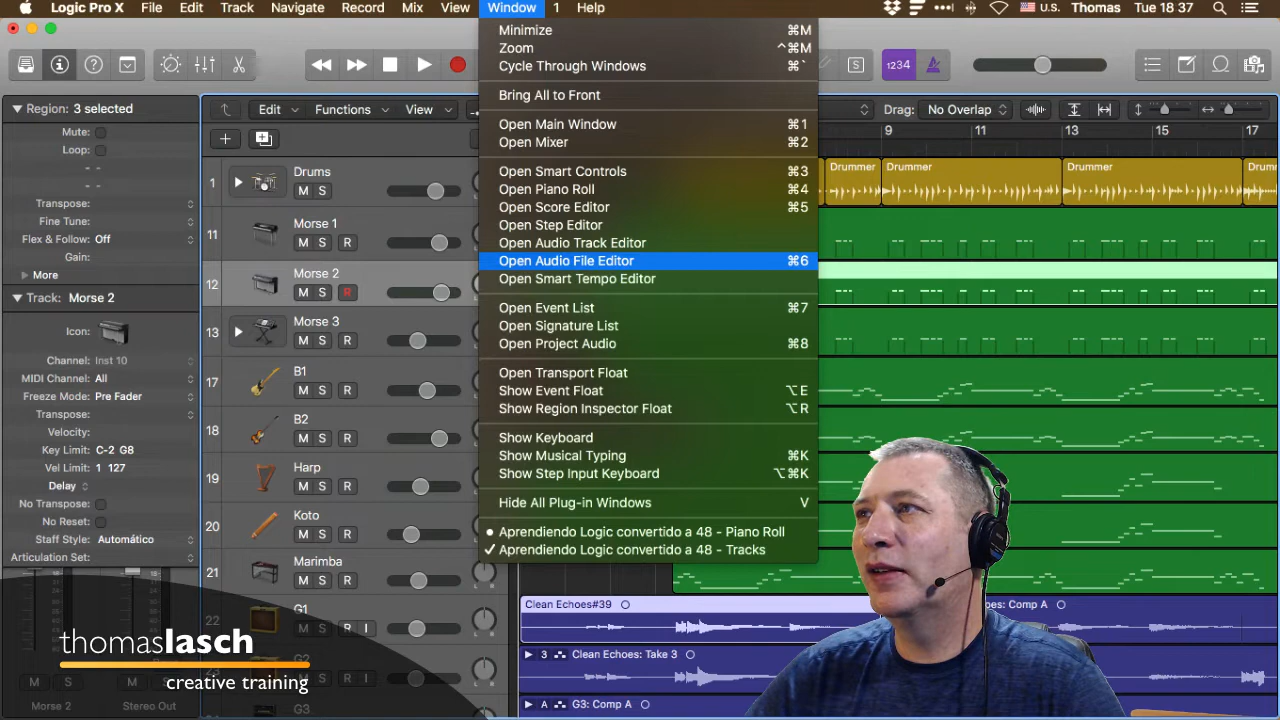 Logic Pro X File Edit Track Navigate Record Mix View Window 1 Help U.S. Thomas Tue 18 37
1234
Region: 3 selected
Mute:
Loop:
Transpose:
Fine Tune:
Flex & Follow: Off
Gain:
More
Track: Morse 2
Icon:
Channel: Inst 10
MIDI Channel: All
Freeze Mode: Pre Fader
Transpose:
Velocity:
Key Limit: C-2 G8
Vel Limit: 1 127
Delay
No Transpose:
No Reset:
Staff Style: Automático
Articulation Set:
M S M S
Morse 2 Stereo Out
thomaslasch
creative training
Edit Functions View
1 Drums
M S
11 Morse 1
M S R
12 Morse 2
M S R
13 Morse 3
M S R
17 B1
M S R
18 B2
M S R
19 Harp
M S R
20 Koto
M S R
21 Marimba
M S R
22 G1
M S R I
M S R I
G3
Minimize ⌘M
Zoom ^⌘M
Cycle Through Windows ⌘`
Bring All to Front
Open Main Window ⌘1
Open Mixer ⌘2
Open Smart Controls ⌘3
Open Piano Roll ⌘4
Open Score Editor ⌘5
Open Step Editor
Open Audio Track Editor
Open Audio File Editor ⌘6
Open Smart Tempo Editor
Open Event List ⌘7
Open Signature List
Open Project Audio ⌘8
Open Transport Float
Show Event Float ⌥E
Show Region Inspector Float ⌥R
Show Keyboard
Show Musical Typing ⌘K
Show Step Input Keyboard ⌥⌘K
Hide All Plug-in Windows V
Aprendiendo Logic convertido a 48 - Piano Roll
✓ Aprendiendo Logic convertido a 48 - Tracks
S
Drag: No Overlap
9 11 13 15 17
Drummer Drummer Drummer
Clean Echoes#39
Comp A
3 Clean Echoes: Take 3
A G3: Comp A